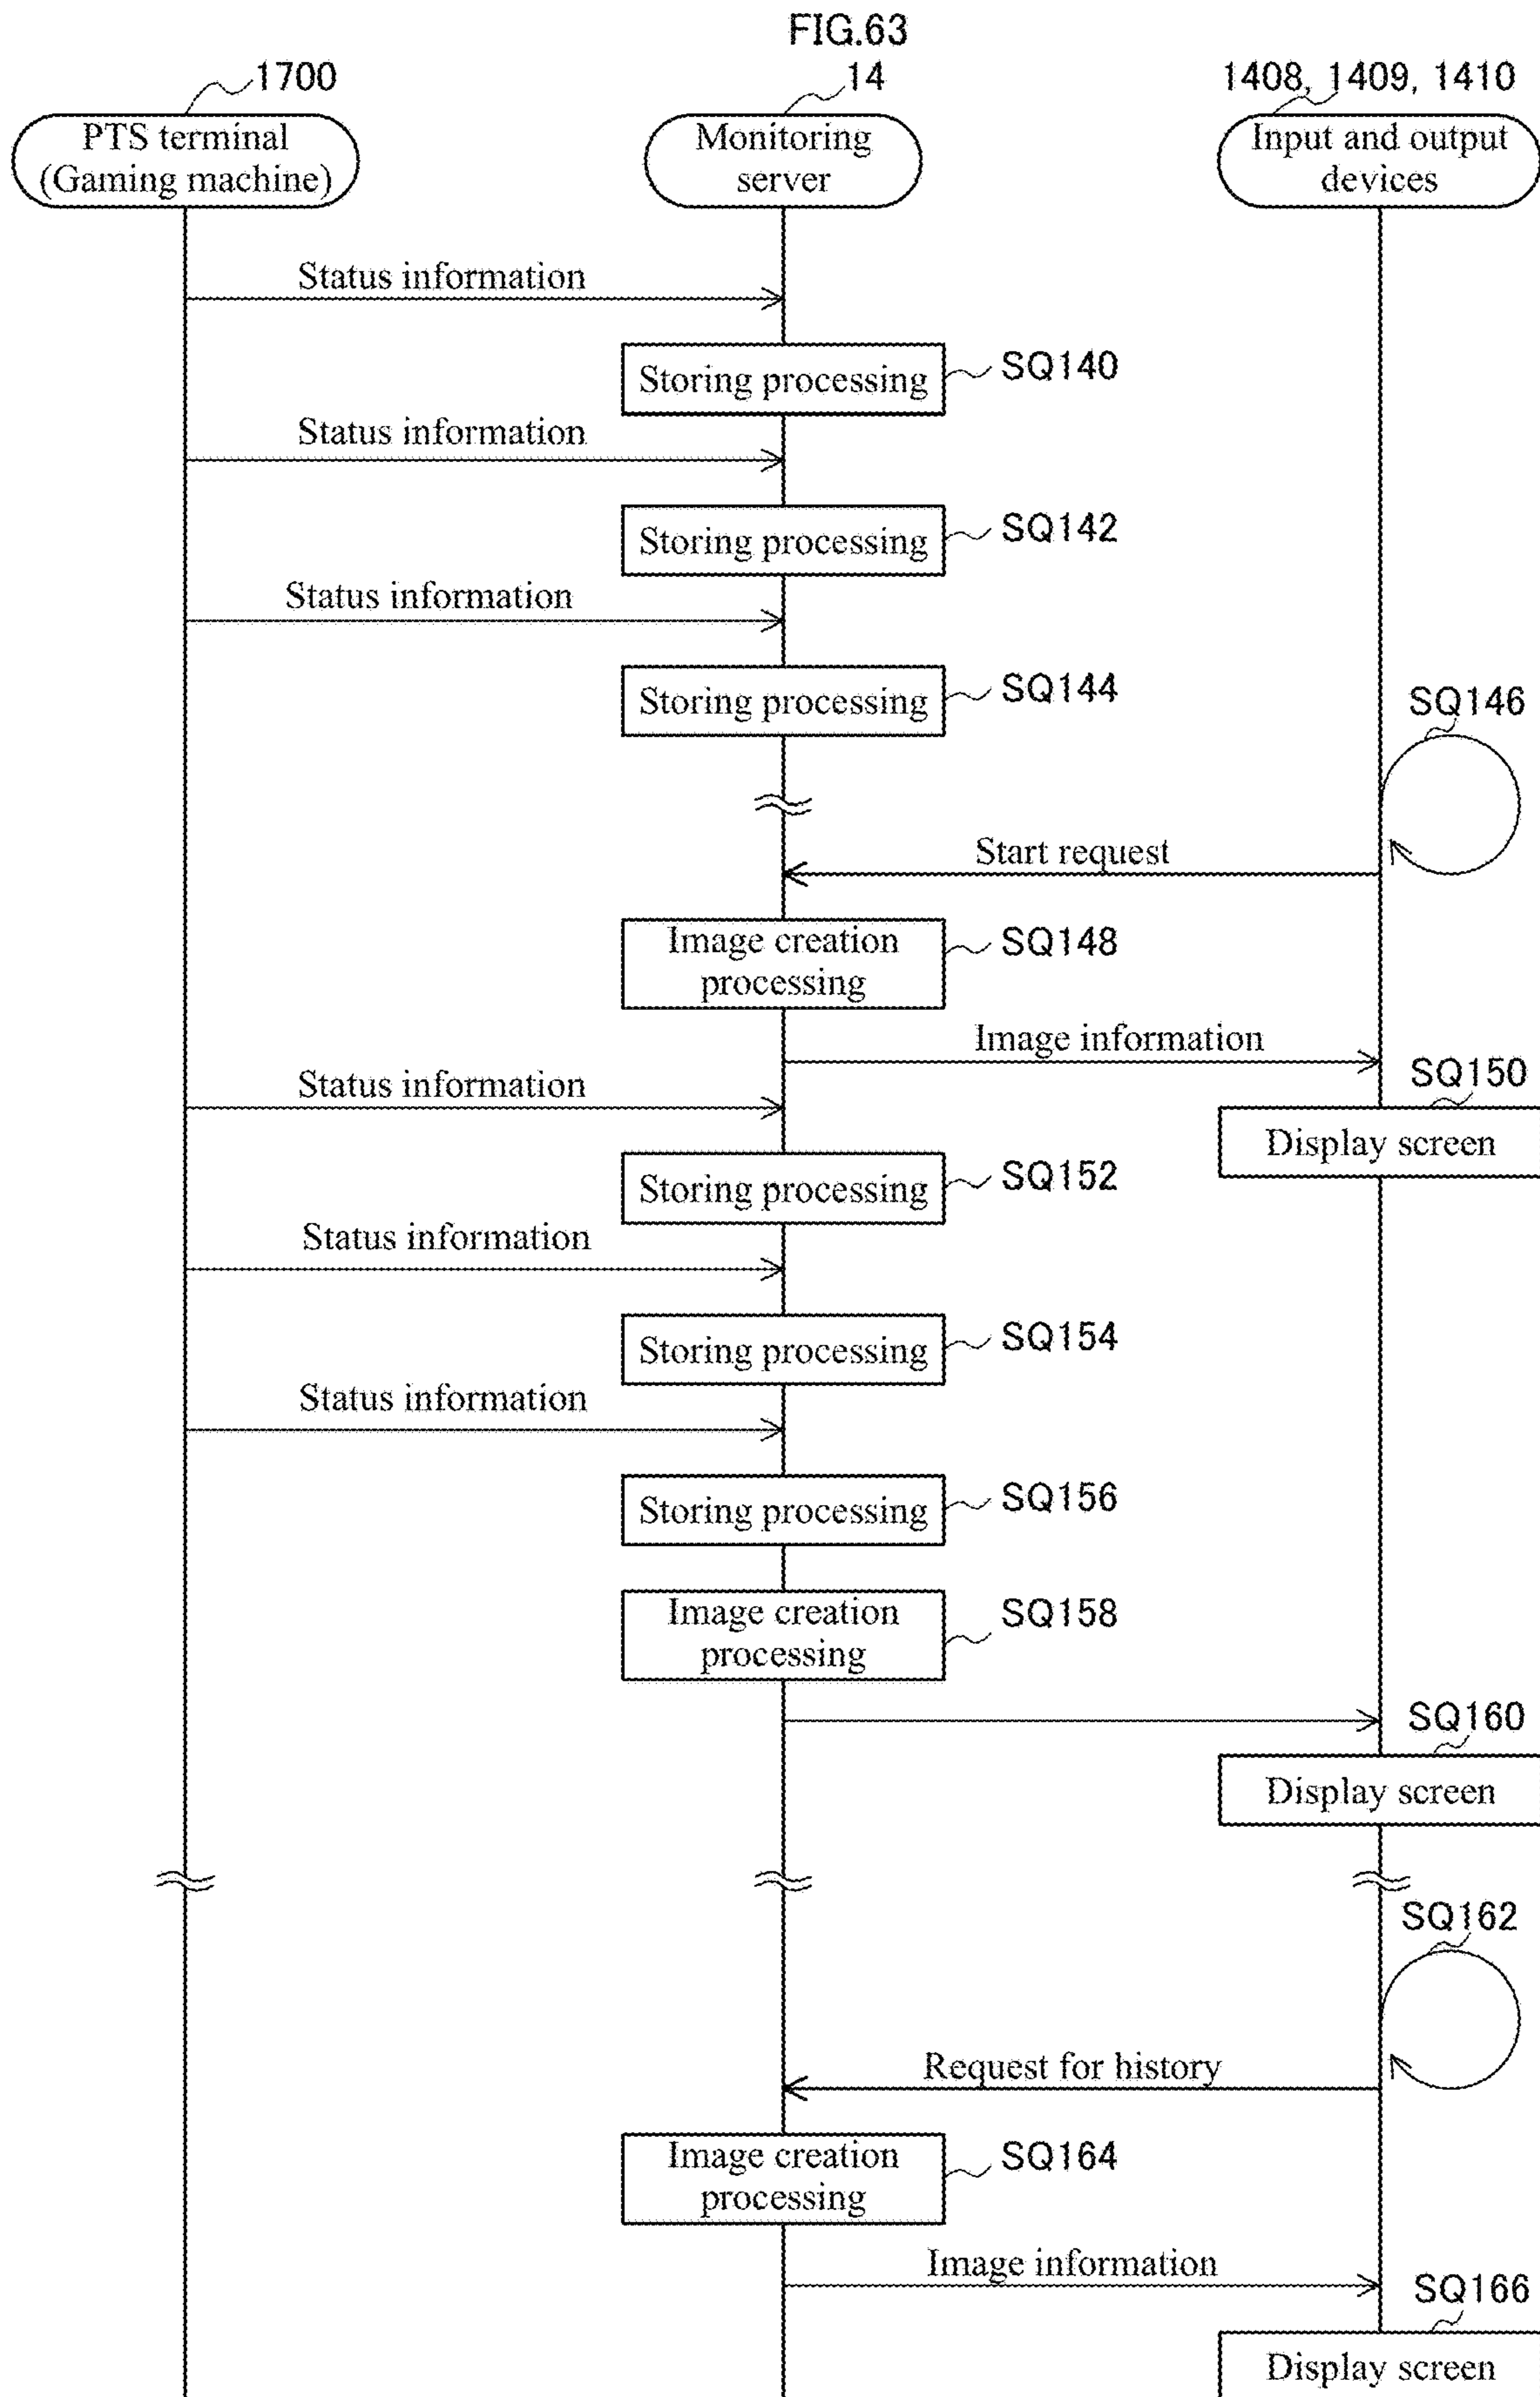 FIG.63
1700
14
1408, 1409, 1410
PTS terminal
(Gaming machine)
Monitoring
server
Input and output
devices
Status information
Storing processing
SQ140
Status information
Storing processing
SQ142
Status information
Storing processing
SQ144
SQ146
Start request
Image creation
processing
SQ148
Image information
Status information
SQ150
Display screen
Storing processing
SQ152
Status information
Storing processing
SQ154
Status information
Storing processing
SQ156
Image creation
processing
SQ158
SQ160
Display screen
SQ162
Request for history
Image creation
processing
SQ164
Image information
SQ166
Display screen